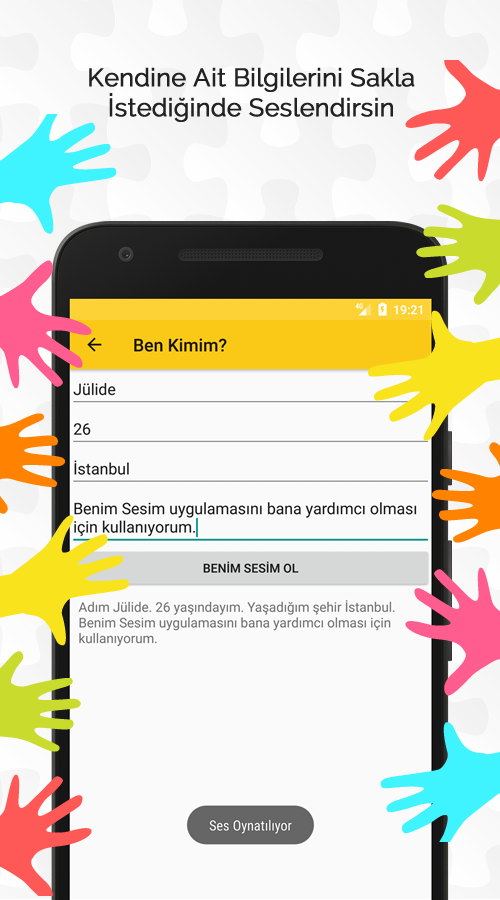 Kendine Ait Bilgilerini Sakla
İstediğinde Seslendirsin
4G 19:21
Ben Kimim?
Jülide
26
İstanbul
Benim Sesim uygulamasını bana yardımcı olması
için kullanıyorum.
BENİM SESİM OL
Adım Jülide. 26 yaşındayım. Yaşadığım şehir İstanbul.
Benim Sesim uygulamasını bana yardımcı olması için
kullanıyorum.
Ses Oynatılıyor